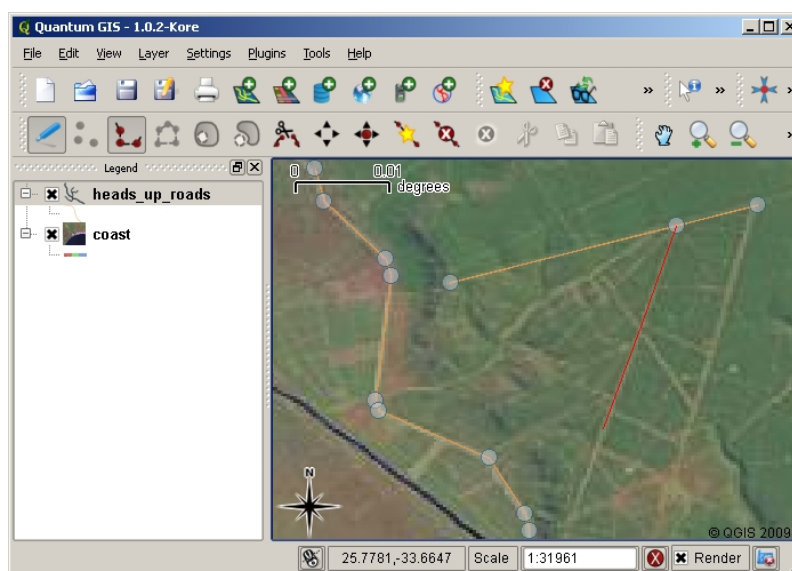 Quantum GIS - 1.0.2-Kore
File Edit View Layer Settings Plugins Tools Help
» » »
»
Legend
heads_up_roads
coast
0 0.01
degrees
N
© QGIS 2009
25.7781,-33.6647 Scale 1:31961 Render